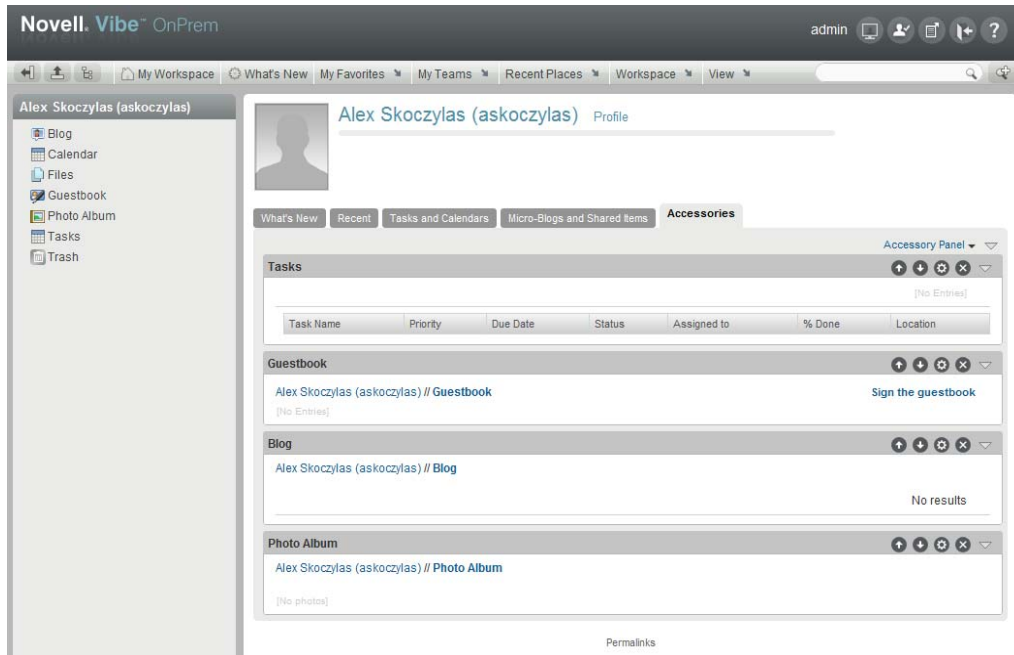 Novell. Vibe™ OnPrem
admin
?
My Workspace What's New My Favorites My Teams Recent Places Workspace View
Alex Skoczylas (askoczylas)
Blog
Calendar
Files
Guestbook
Photo Album
Tasks
Trash
Alex Skoczylas (askoczylas) Profile
What's New Recent Tasks and Calendars Micro-Blogs and Shared Items Accessories
Accessory Panel
Tasks
[No Entries]
Task Name Priority Due Date Status Assigned to % Done Location
Guestbook
Alex Skoczylas (askoczylas) // Guestbook Sign the guestbook
[No Entries]
Blog
Alex Skoczylas (askoczylas) // Blog
No results
Photo Album
Alex Skoczylas (askoczylas) // Photo Album
[No photos]
Permalinks